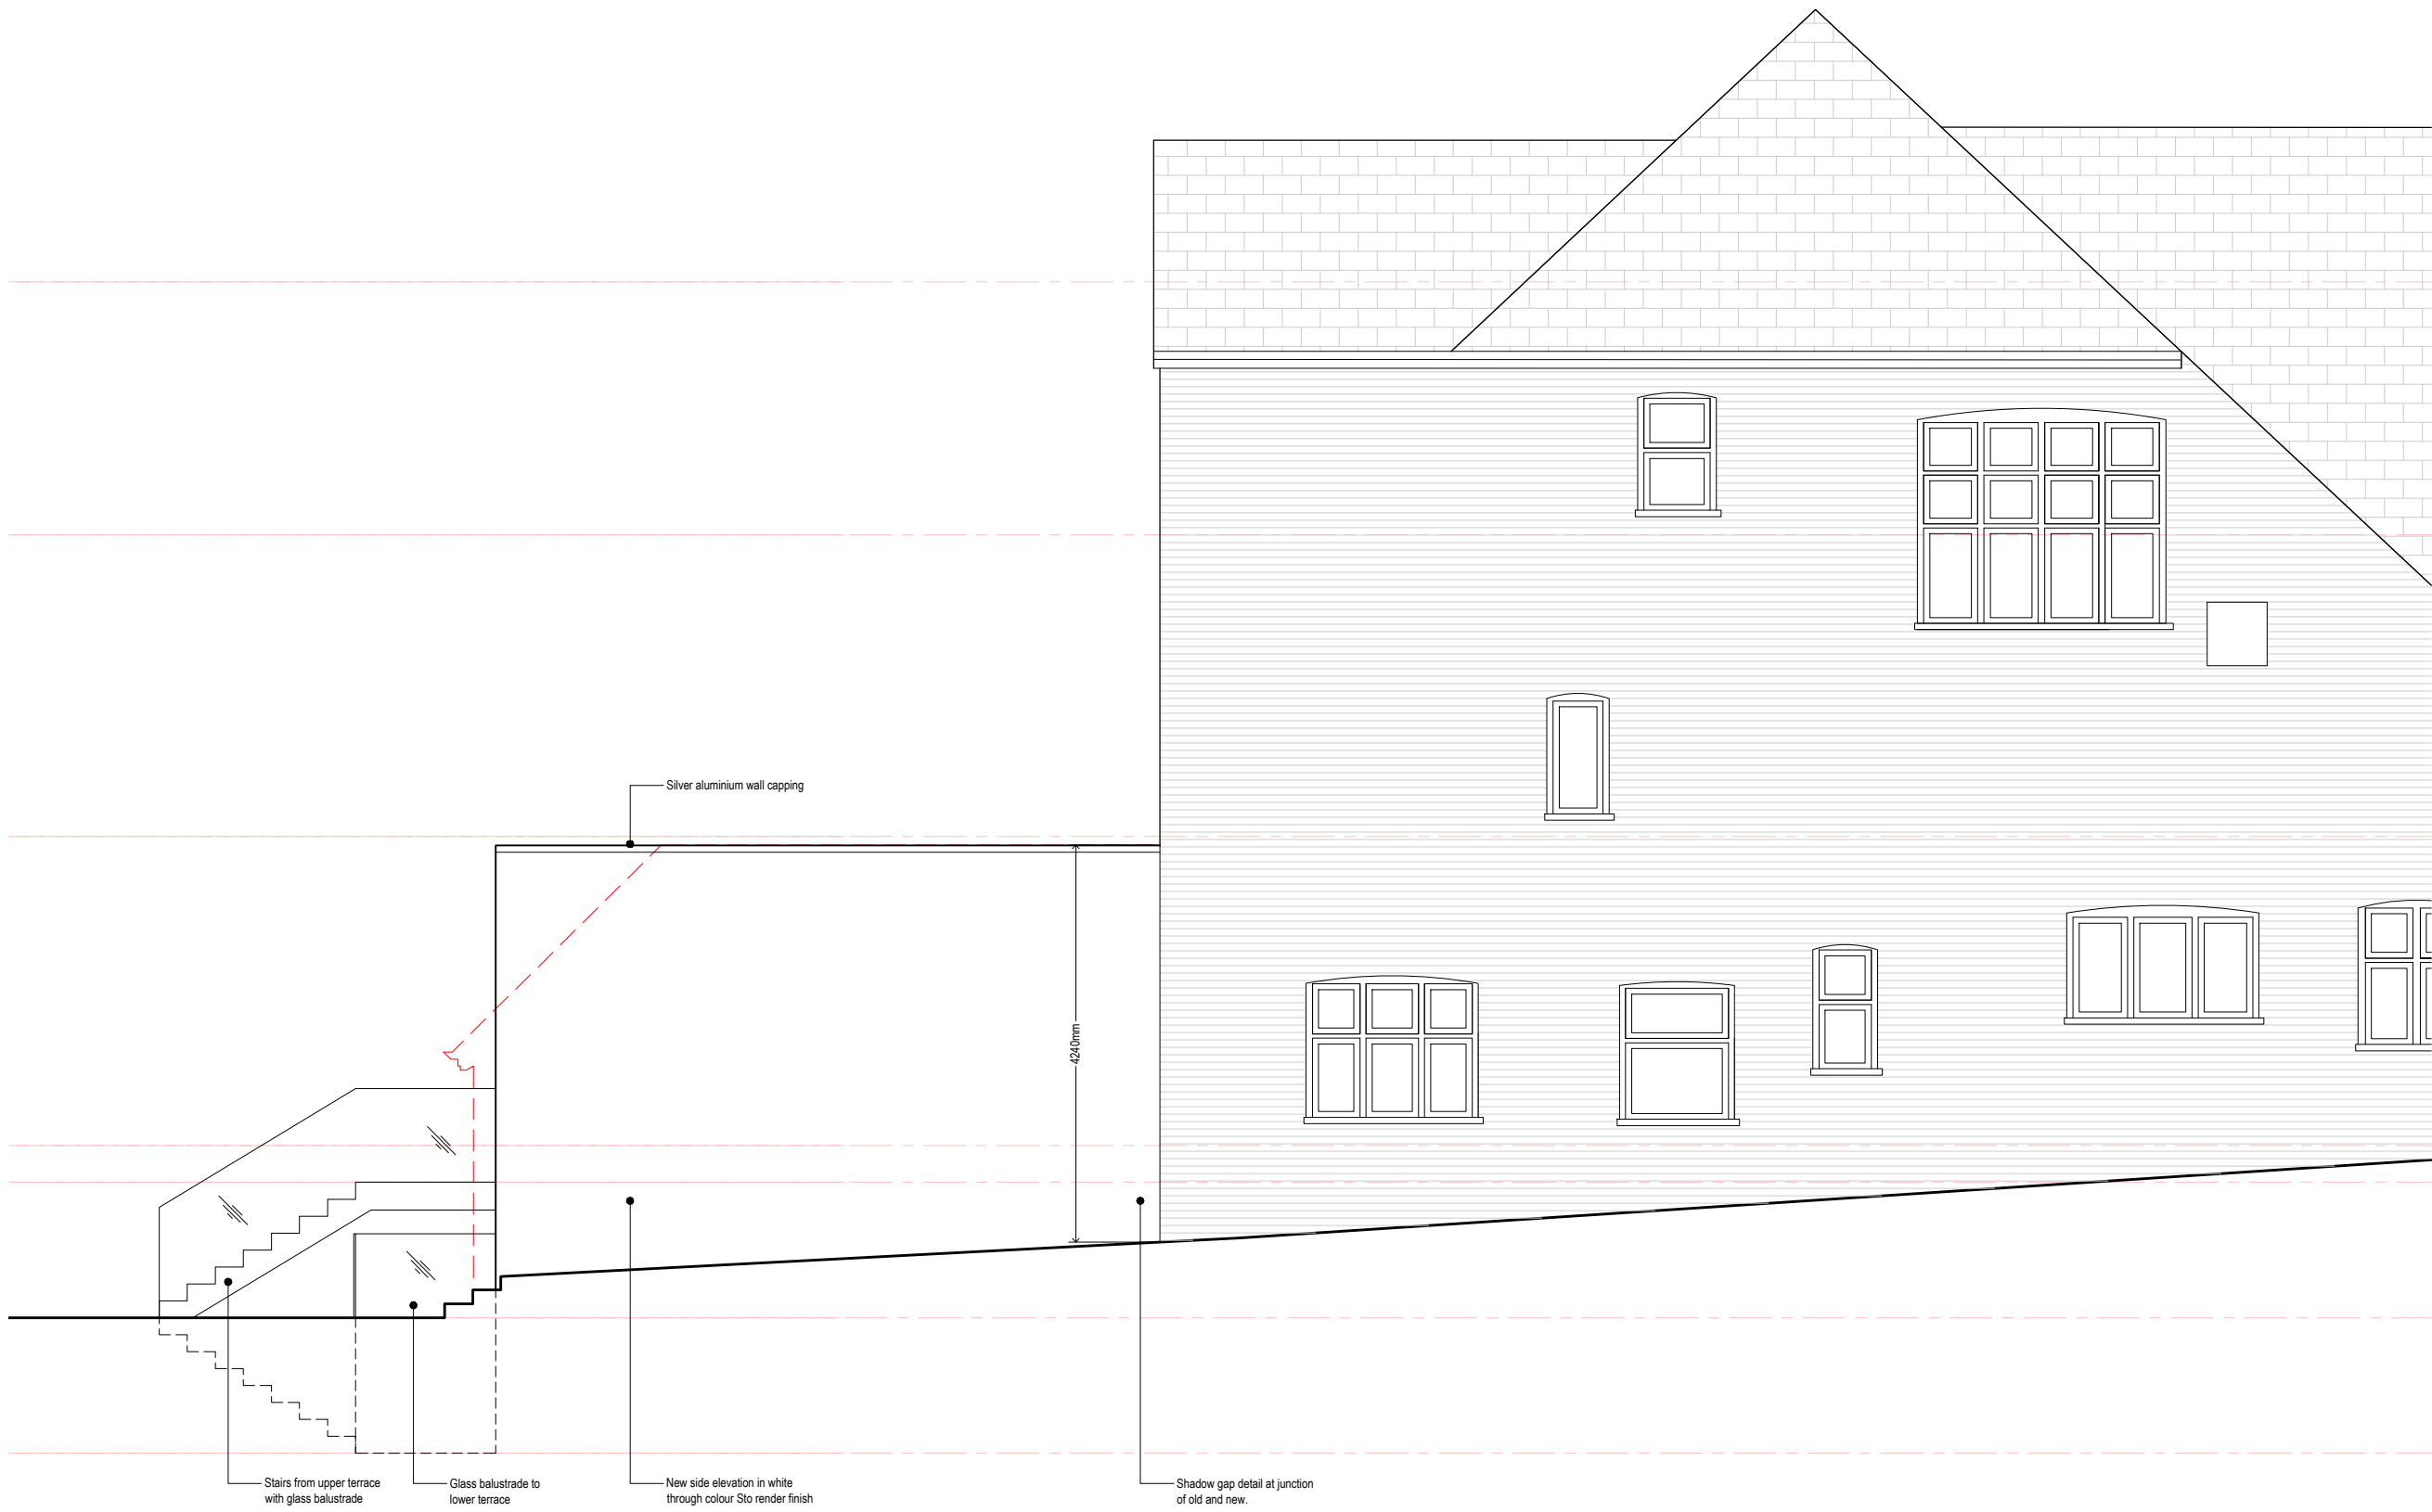 Silver aluminium wall capping
4240mm
Stairs from upper terrace
with glass balustrade
Glass balustrade to
lower terrace
New side elevation in white
through colour Sto render finish
Shadow gap detail at junction
of old and new.